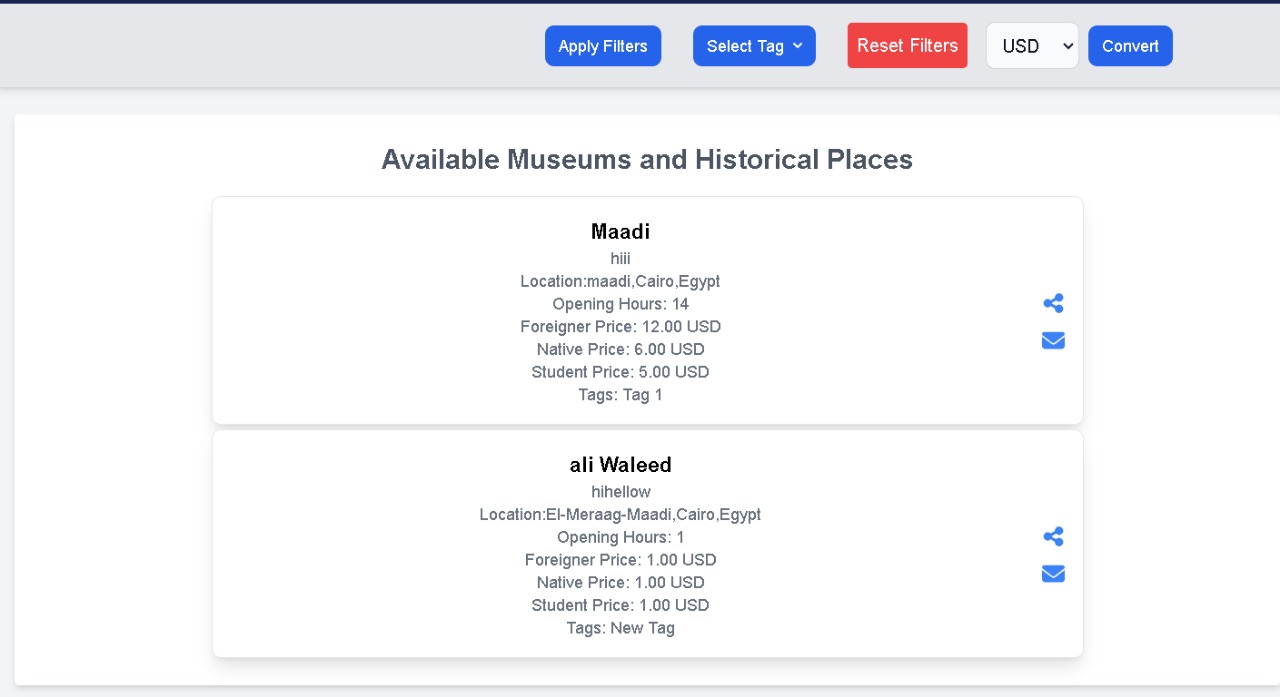 Apply Filters Select Tag Reset Filters USD Convert
Available Museums and Historical Places
Maadi
hiii
Location:maadi,Cairo,Egypt
Opening Hours: 14
Foreigner Price: 12.00 USD
Native Price: 6.00 USD
Student Price: 5.00 USD
Tags: Tag 1
ali Waleed
hihellow
Location:El-Meraag-Maadi,Cairo,Egypt
Opening Hours: 1
Foreigner Price: 1.00 USD
Native Price: 1.00 USD
Student Price: 1.00 USD
Tags: New Tag